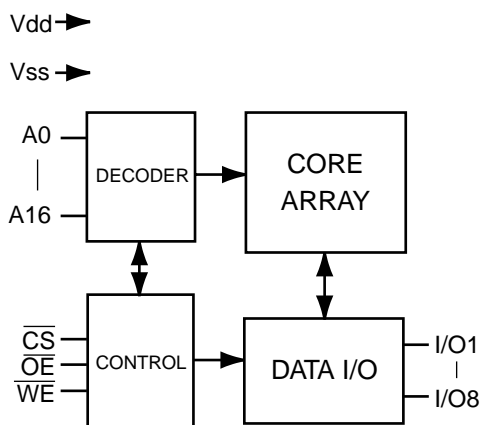 Vdd
Vss
A0
A16
DECODER
CORE
ARRAY
CS
OE
WE
CONTROL
DATA I/O
I/O1
I/O8